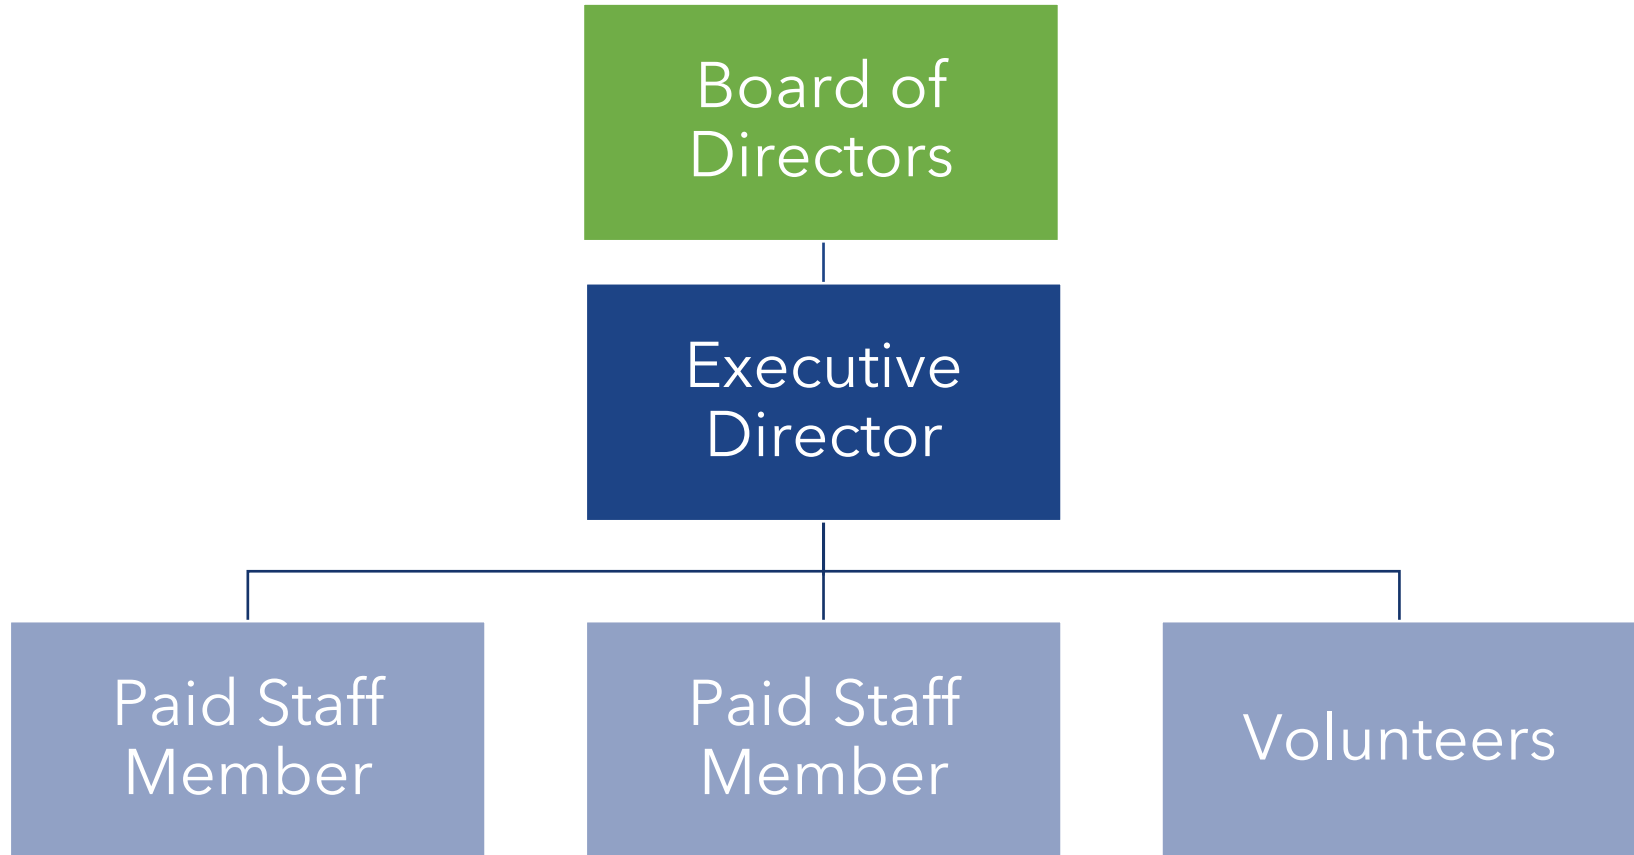 Board of
Directors
Executive
Director
Paid Staff
Member
Paid Staff
Member
Volunteers